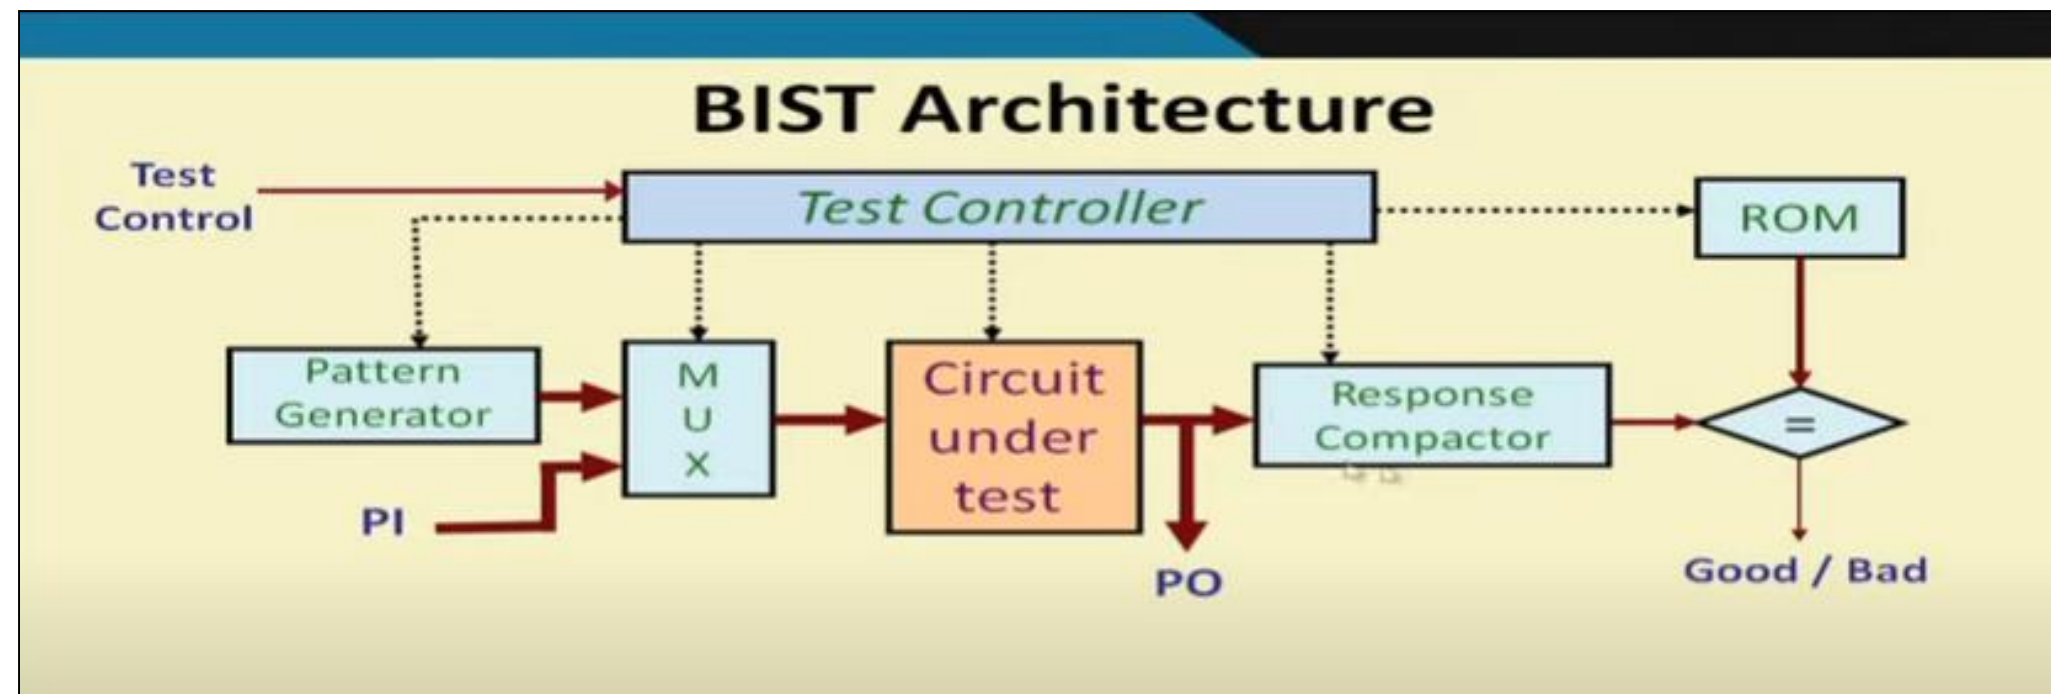 BIST Architecture
Test
Control
Test Controller
ROM
Pattern
Generator
M
U
X
Circuit
under
test
Response
Compactor
=
PI
PO
Good / Bad